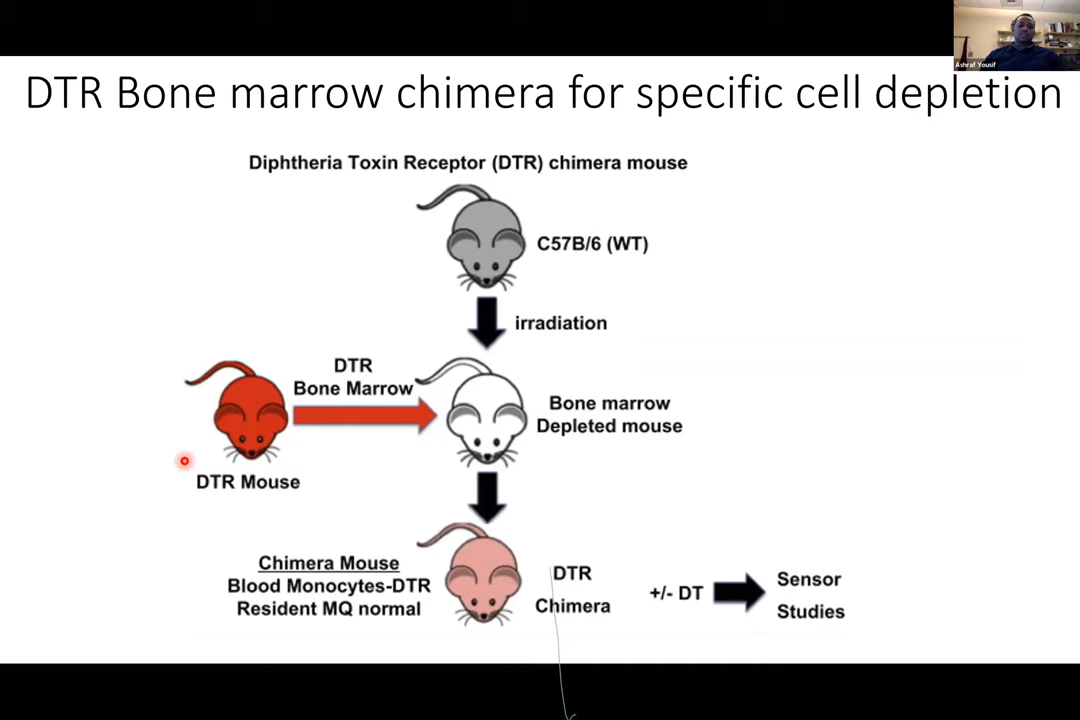 Ashraf Yousif
DTR Bone marrow chimera for specific cell depletion
Diphtheria Toxin Receptor (DTR) chimera mouse
C57B/6 (WT)
irradiation
DTR
Bone Marrow
Bone marrow
Depleted mouse
DTR Mouse
Chimera Mouse
Blood Monocytes-DTR
Resident MQ normal
DTR
Chimera
+/- DT
Sensor
Studies